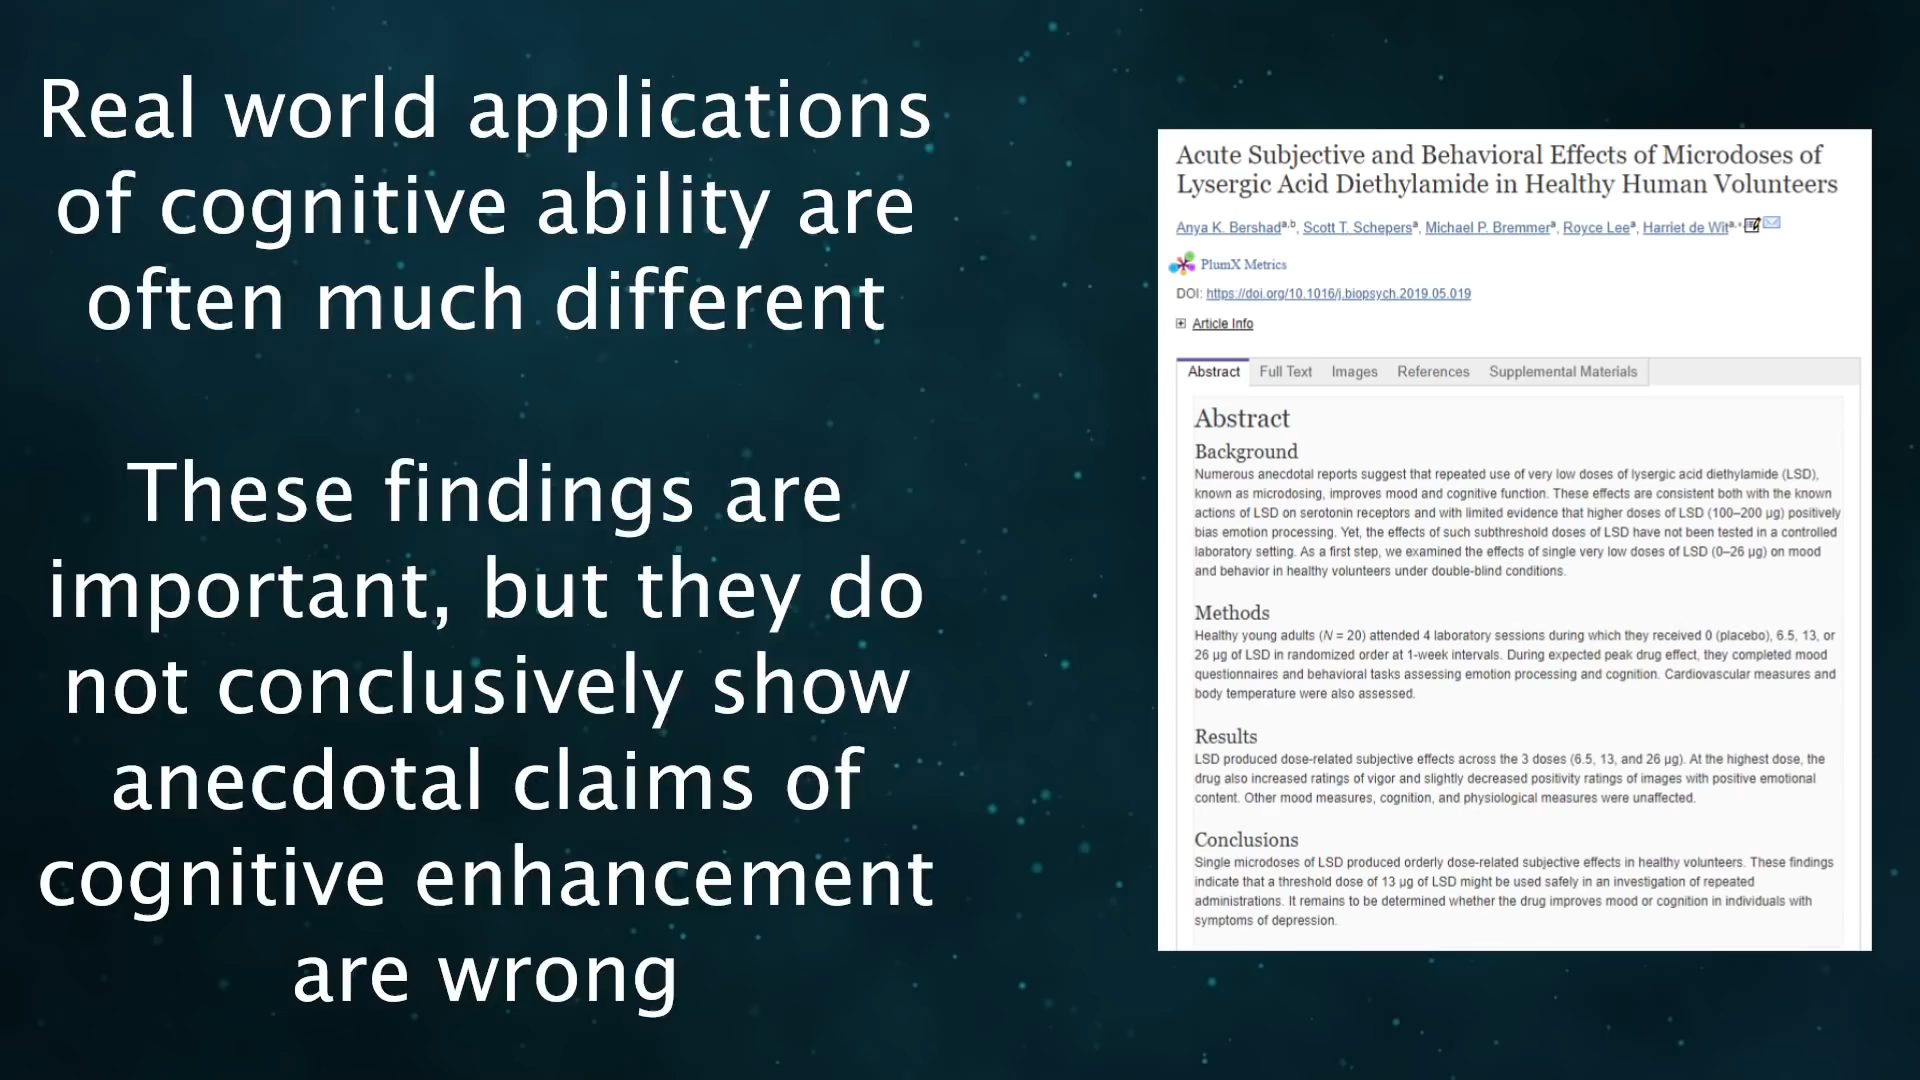 Real world applications
of cognitive ability are
often much different
These findings are
important, but they do
not conclusively show
anecdotal claims of
cognitive enhancement
are wrong
Acute Subjective and Behavioral Effects of Microdoses of
Lysergic Acid Diethylamide in Healthy Human Volunteers
Anya K. Bershad a,b, Scott T. Schepers a, Michael P. Bremmer a, Royce Lee a, Harriet de Wit a,
PlumX Metrics
DOI: https://doi.org/10.1016/j.biopsych.2019.05.019
Article Info
Abstract Full Text Images References Supplemental Materials
Abstract
Background
Numerous anecdotal reports suggest that repeated use of very low doses of lysergic acid diethylamide (LSD),
known as microdosing, improves mood and cognitive function. These effects are consistent both with the known
actions of LSD on serotonin receptors and with limited evidence that higher doses of LSD (100–200 μg) positively
bias emotion processing. Yet, the effects of such subthreshold doses of LSD have not been tested in a controlled
laboratory setting. As a first step, we examined the effects of single very low doses of LSD (0–26 μg) on mood
and behavior in healthy volunteers under double-blind conditions.
Methods
Healthy young adults (N = 20) attended 4 laboratory sessions during which they received 0 (placebo), 6.5, 13, or
26 μg of LSD in randomized order at 1-week intervals. During expected peak drug effect, they completed mood
questionnaires and behavioral tasks assessing emotion processing and cognition. Cardiovascular measures and
body temperature were also assessed.
Results
LSD produced dose-related subjective effects across the 3 doses (6.5, 13, and 26 μg). At the highest dose, the
drug also increased ratings of vigor and slightly decreased positivity ratings of images with positive emotional
content. Other mood measures, cognition, and physiological measures were unaffected.
Conclusions
Single microdoses of LSD produced orderly dose-related subjective effects in healthy volunteers. These findings
indicate that a threshold dose of 13 μg of LSD might be used safely in an investigation of repeated
administrations. It remains to be determined whether the drug improves mood or cognition in individuals with
symptoms of depression.